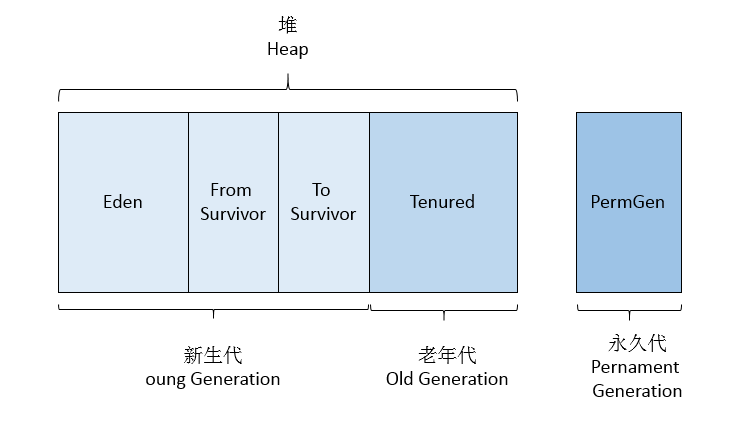 堆
Heap
Eden
From
Survivor
To
Survivor
Tenured
PermGen
新生代
oung Generation
老年代
Old Generation
永久代
Pernament
Generation